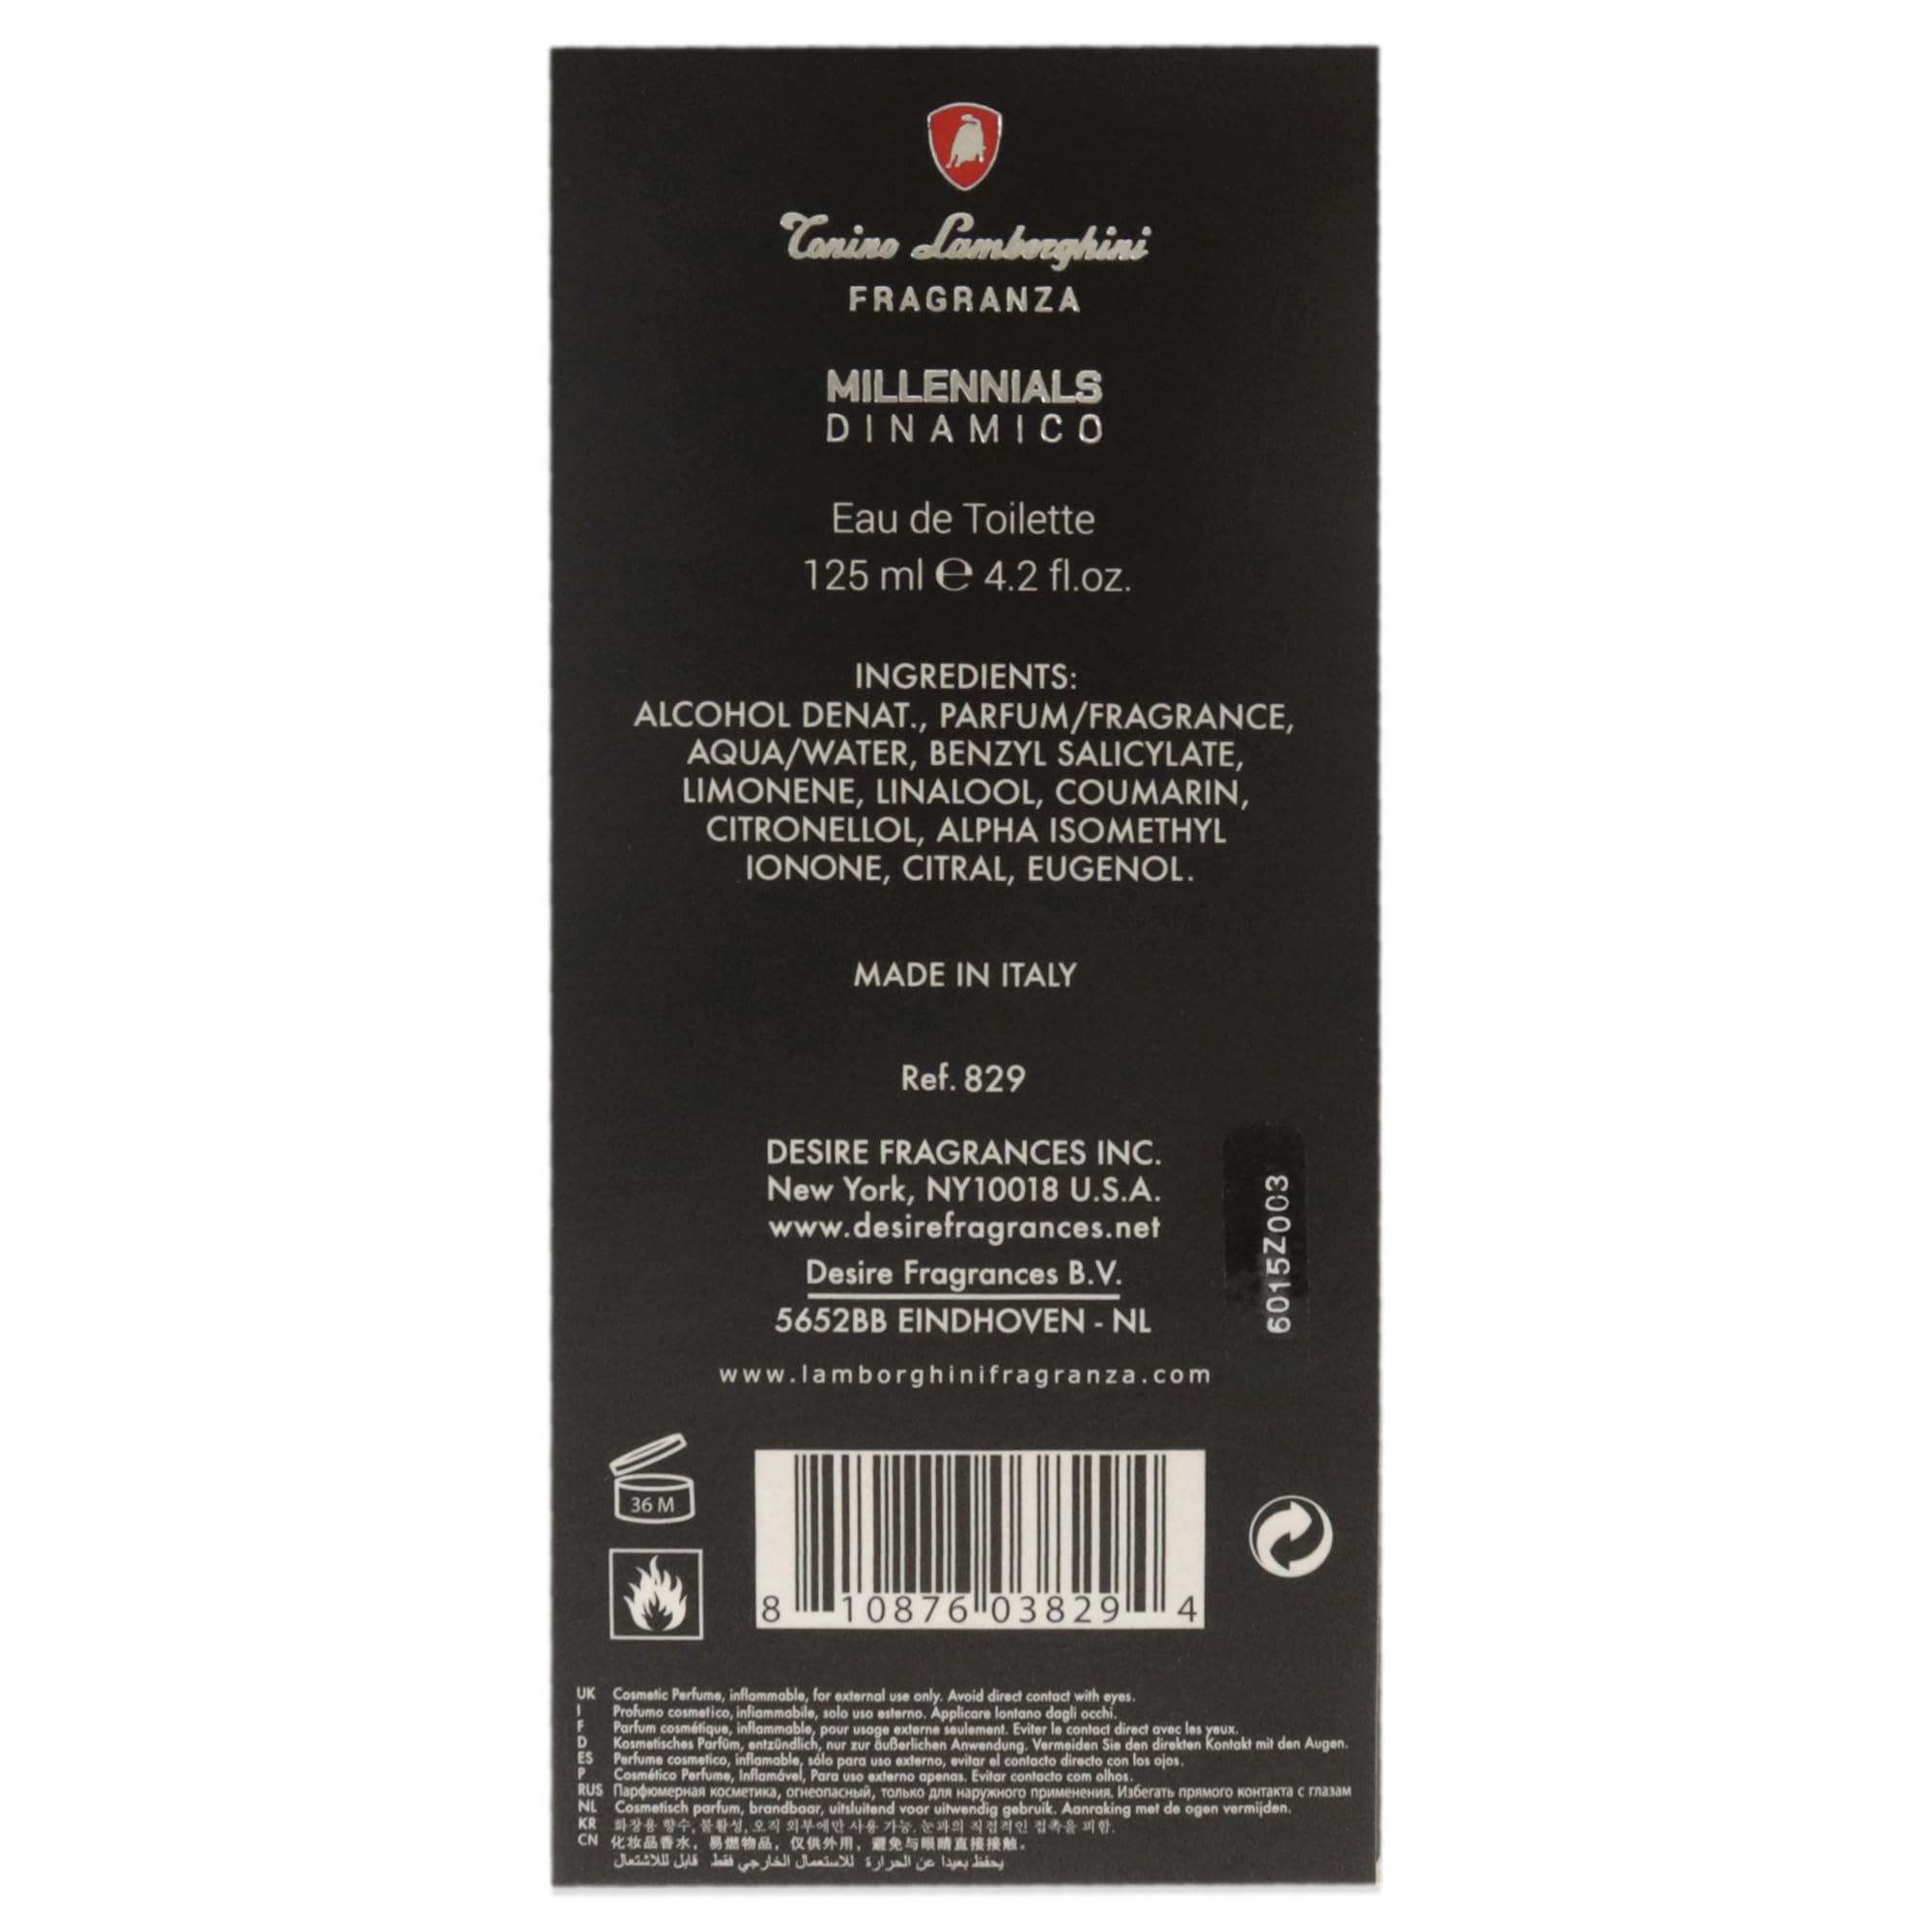 Tonino Lamborghini
FRAGRANZA
MILLENNIALS
DINAMICO
Eau de Toilette
125 ml ℮ 4.2 fl.oz.
INGREDIENTS:
ALCOHOL DENAT., PARFUM/FRAGRANCE,
AQUA/WATER, BENZYL SALICYLATE,
LIMONENE, LINALOOL, COUMARIN,
CITRONELLOL, ALPHA ISOMETHYL
IONONE, CITRAL, EUGENOL.
MADE IN ITALY
Ref. 829
DESIRE FRAGRANCES INC.
New York, NY10018 U.S.A.
www.desirefragrances.net
Desire Fragrances B.V.
5652BB EINDHOVEN - NL
6015Z003
www.lamborghinifragranza.com
36 M
8 10876 03829 4
UK Cosmetic Perfume, inflammable, for external use only. Avoid direct contact with eyes.
I Profumo cosmetico, infiammabile, solo uso esterno. Applicare lontano dagli occhi.
F Parfum cosmétique, inflammable, pour usage externe seulement. Eviter le contact direct avec les yeux.
D Kosmetisches Parfüm, entzündlich, nur zur äußerlichen Anwendung. Vermeiden Sie den direkten Kontakt mit den Augen.
ES Perfume cosmetico, inflamable, sólo para uso externo, evitar el contacto directo con los ojos.
P Cosmético Perfume, Inflamável, Para uso externo apenas. Evitar contacto com olhos.
RUS Парфюмерная косметика, огнеопасный, только для наружного применения. Избегать прямого контакта с глазам
NL Cosmetisch parfum, brandbaar, uitsluitend voor uitwendig gebruik. Aanraking met de ogen vermijden.
KR 화장용 향수, 불활성, 오직 외부에만 사용 가능. 눈과의 직접적인 접촉을 피함.
CN 化妆品香水，易燃物品，仅供外用，避免与眼睛直接接触。
يحفظ بعيدا عن الحرارة للاستعمال الخارجي فقط قابل للاشتعال